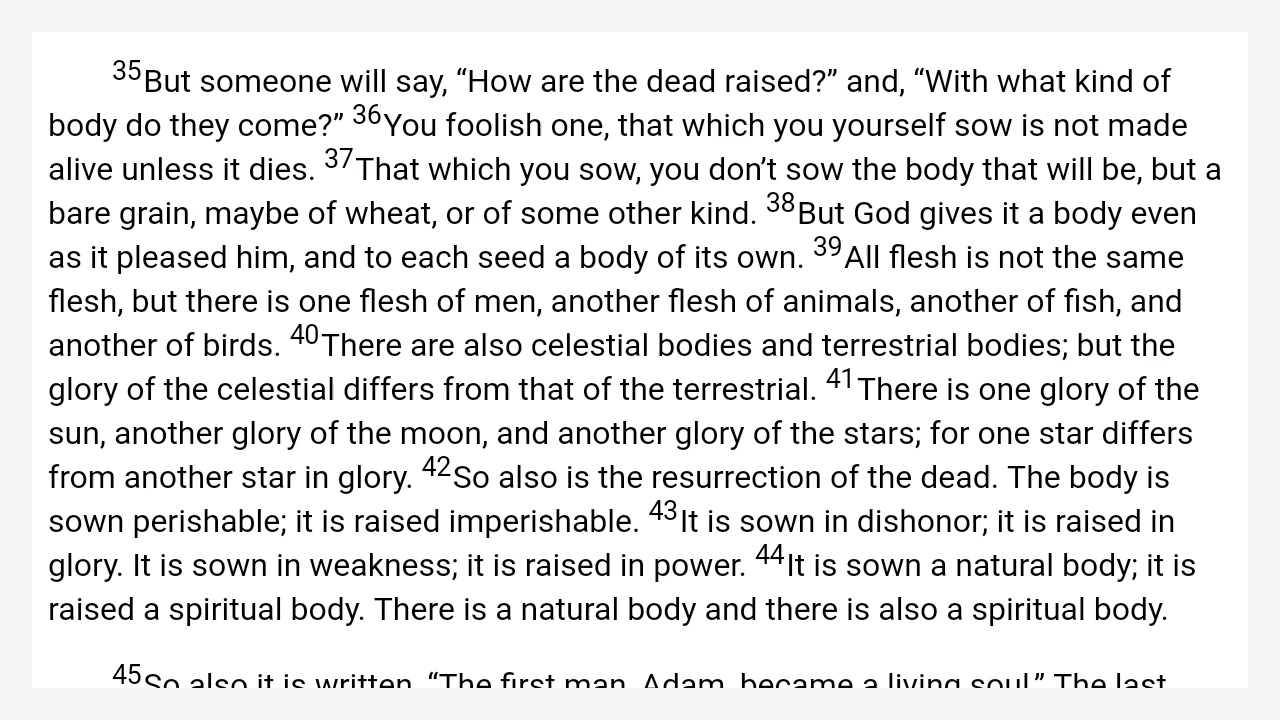 35But someone will say, “How are the dead raised?” and, “With what kind of
body do they come?” 36You foolish one, that which you yourself sow is not made
alive unless it dies. 37That which you sow, you don’t sow the body that will be, but a
bare grain, maybe of wheat, or of some other kind. 38But God gives it a body even
as it pleased him, and to each seed a body of its own. 39All flesh is not the same
flesh, but there is one flesh of men, another flesh of animals, another of fish, and
another of birds. 40There are also celestial bodies and terrestrial bodies; but the
glory of the celestial differs from that of the terrestrial. 41There is one glory of the
sun, another glory of the moon, and another glory of the stars; for one star differs
from another star in glory. 42So also is the resurrection of the dead. The body is
sown perishable; it is raised imperishable. 43It is sown in dishonor; it is raised in
glory. It is sown in weakness; it is raised in power. 44It is sown a natural body; it is
raised a spiritual body. There is a natural body and there is also a spiritual body.
45So also it is written, “The first man, Adam, became a living soul.” The last